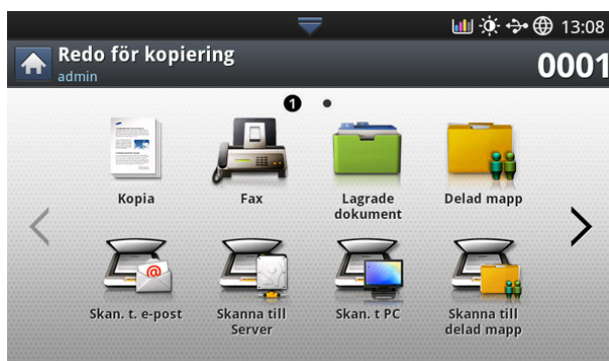 13:08
Redo för kopiering
admin
0001
1
Kopia
Fax
Lagrade
dokument
Delad mapp
Skan. t. e-post
Skanna till
Server
Skan. t PC
Skanna till
delad mapp